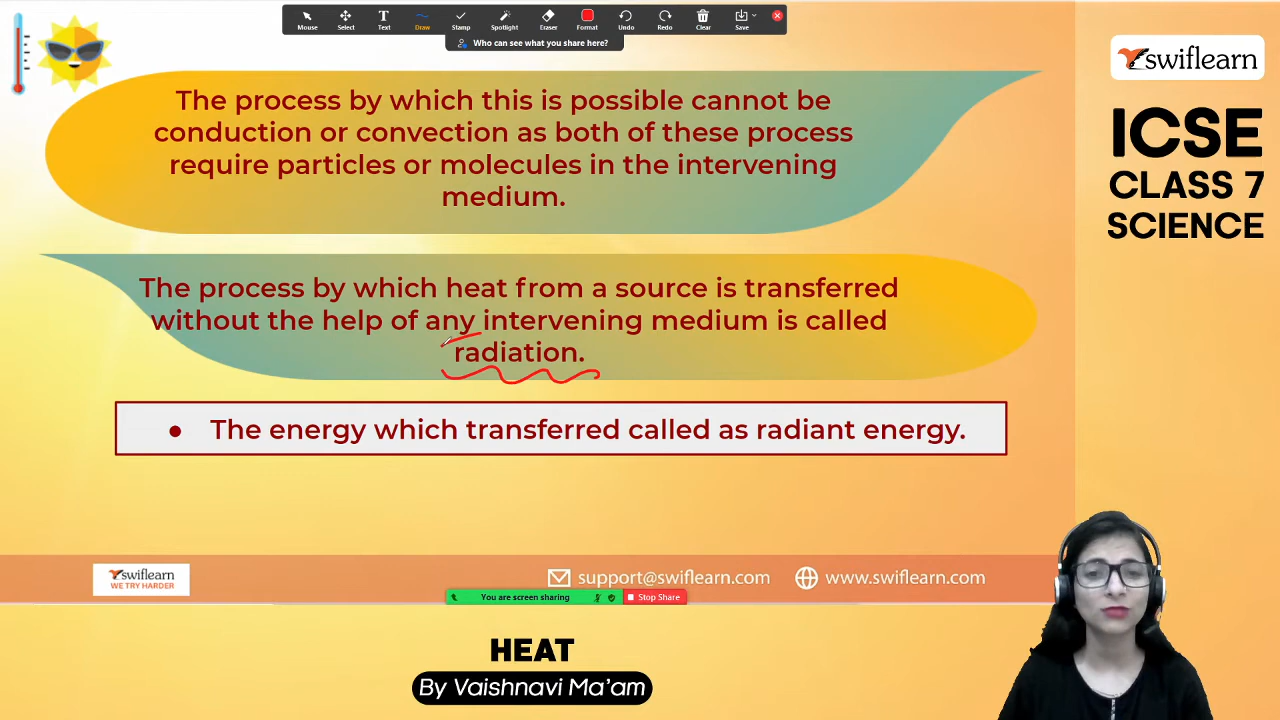 Mouse Select Text Draw Stamp Spotlight Eraser Format Undo Redo Clear Save
Who can see what you share here?
swiflearn
The process by which this is possible cannot be
conduction or convection as both of these process
require particles or molecules in the intervening
medium.
ICSE
CLASS 7
SCIENCE
The process by which heat from a source is transferred
without the help of any intervening medium is called
radiation.
● The energy which transferred called as radiant energy.
swiflearn
WE TRY HARDER
support@swiflearn.com
www.swiflearn.com
You are screen sharing
Stop Share
HEAT
By Vaishnavi Ma'am